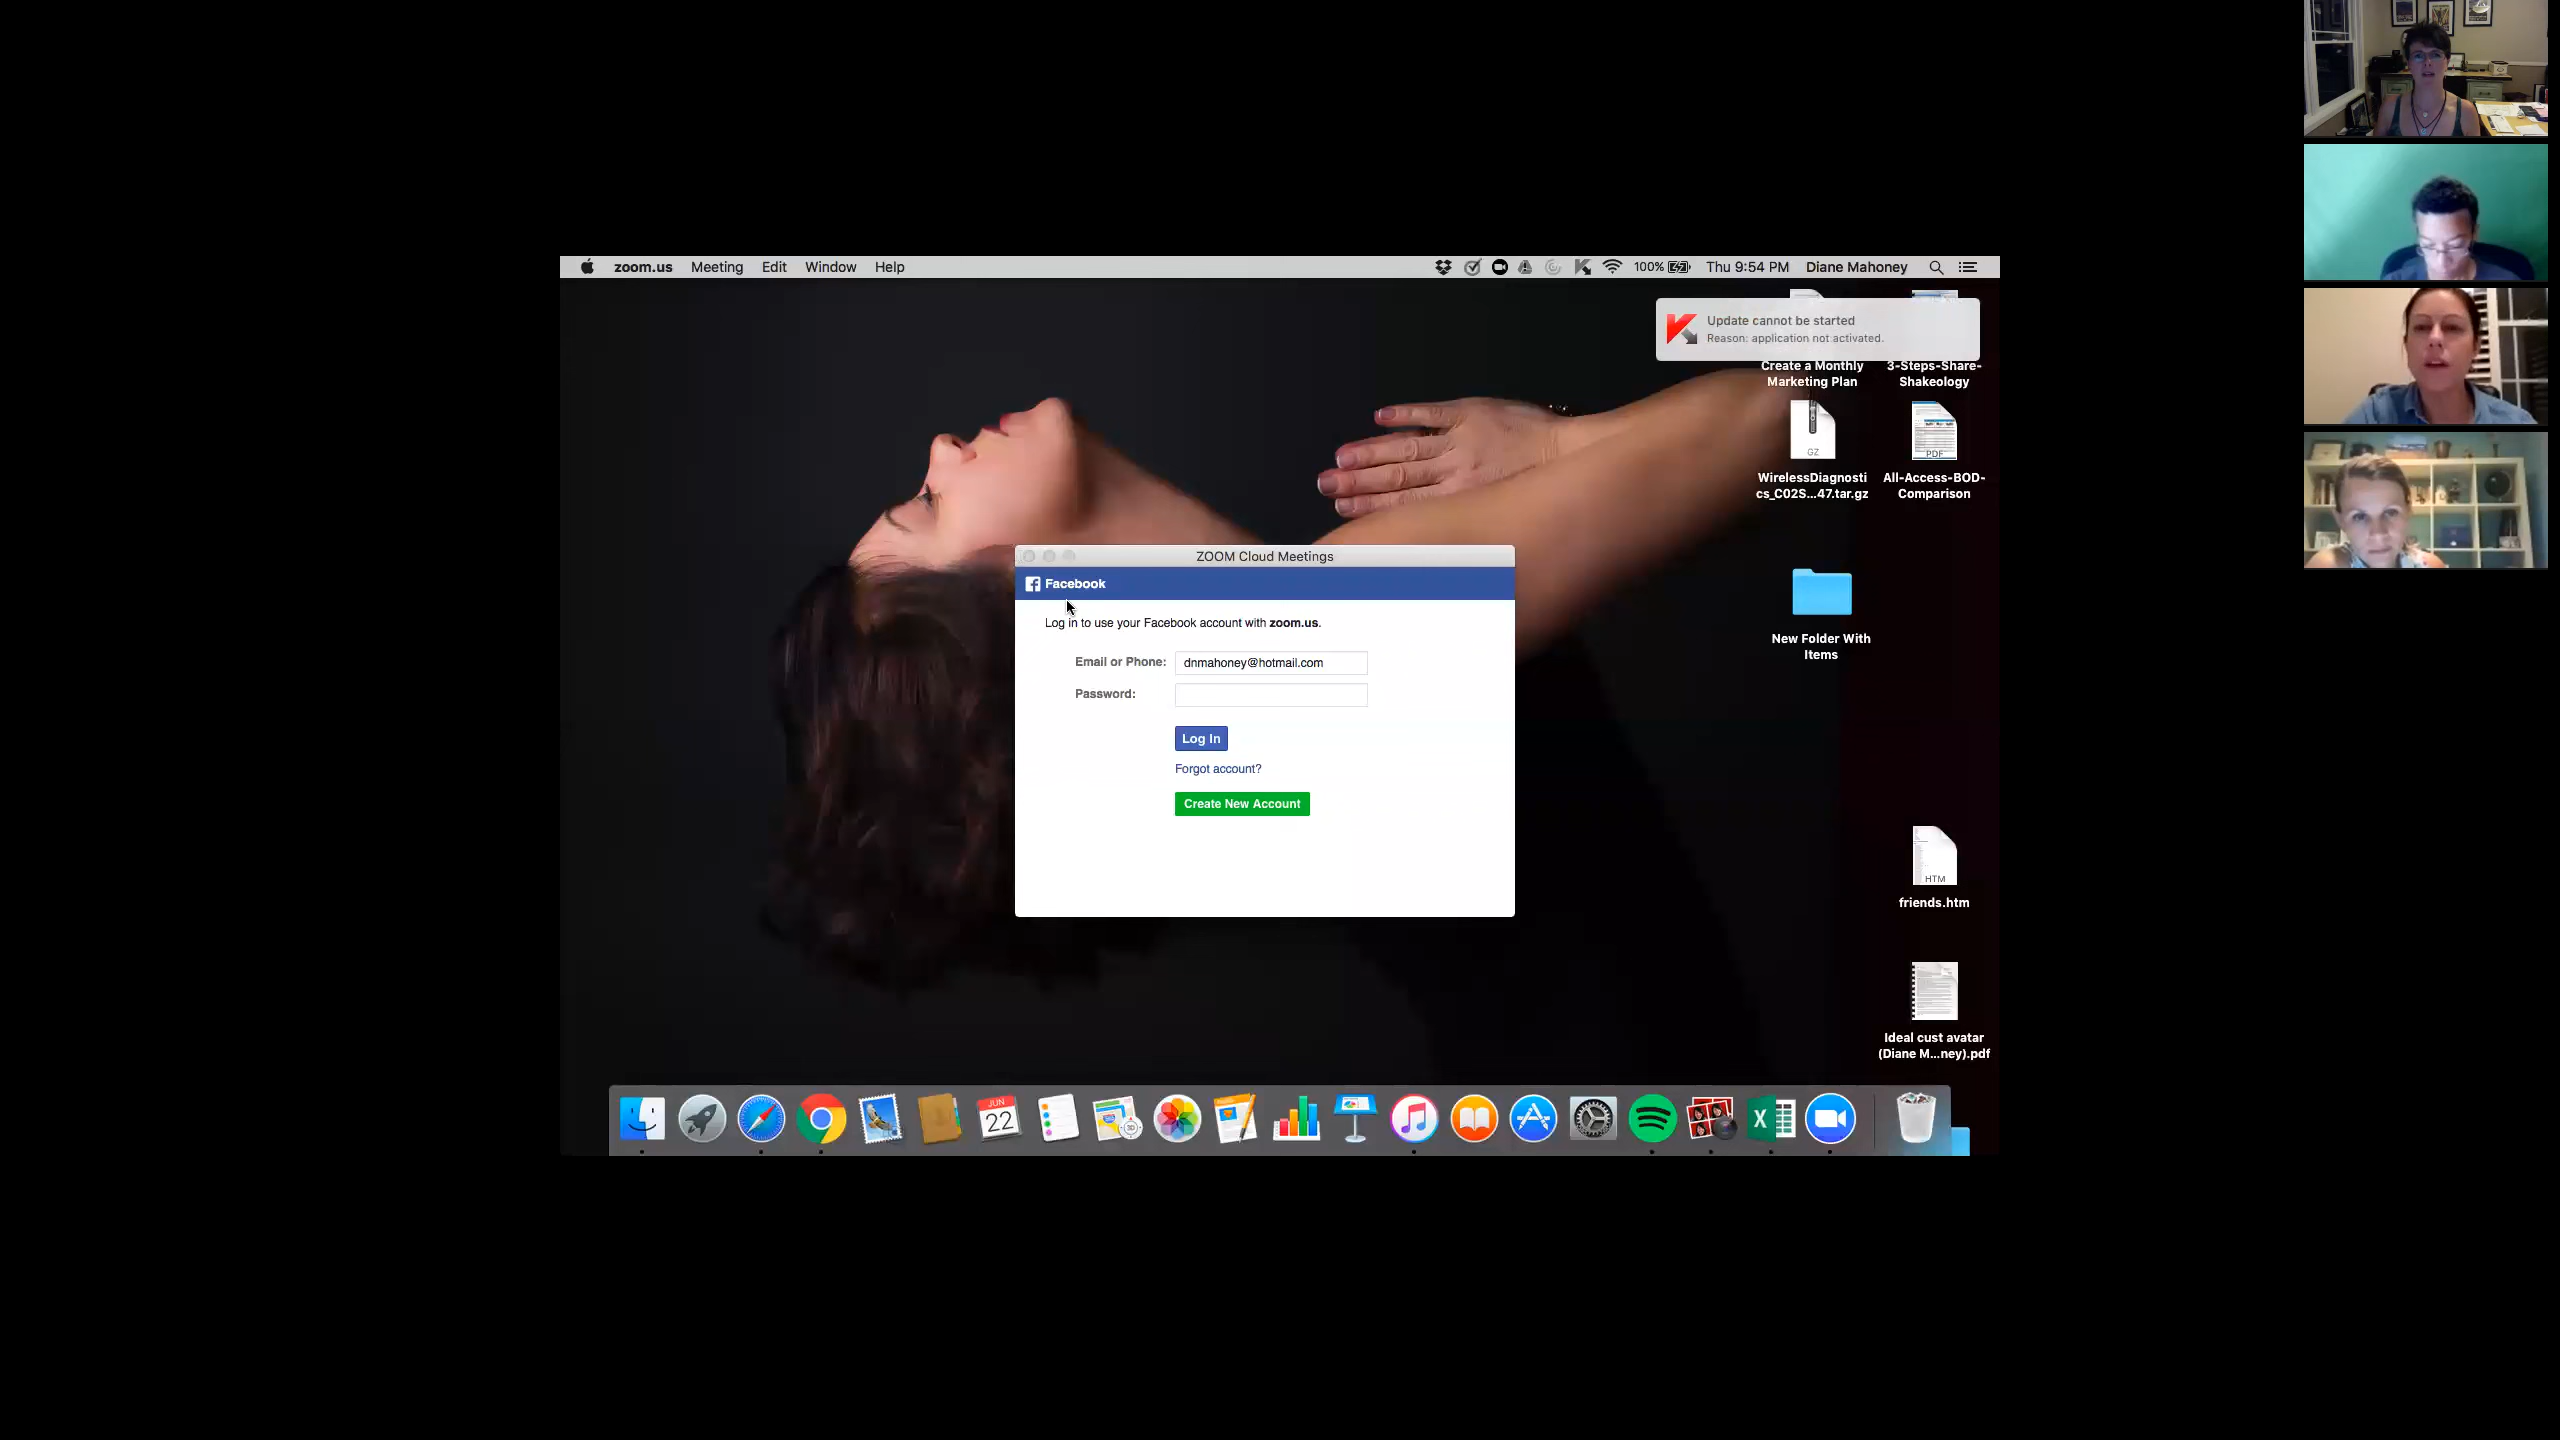 zoom.us Meeting Edit Window Help 100% Thu 9:54 PM Diane Mahoney
Update cannot be started
Reason: application not activated.
Create a Monthly
Marketing Plan
3-Steps-Share-
Shakeology
GZ
PDF
WirelessDiagnosti
cs_C02S...47.tar.gz
All-Access-BOD-
Comparison
ZOOM Cloud Meetings
Facebook
Log in to use your Facebook account with zoom.us.
Email or Phone: dnmahoney@hotmail.com
Password:
Log In
Forgot account?
Create New Account
New Folder With
Items
HTM
friends.htm
Ideal cust avatar
(Diane M...ney).pdf
JUN
22